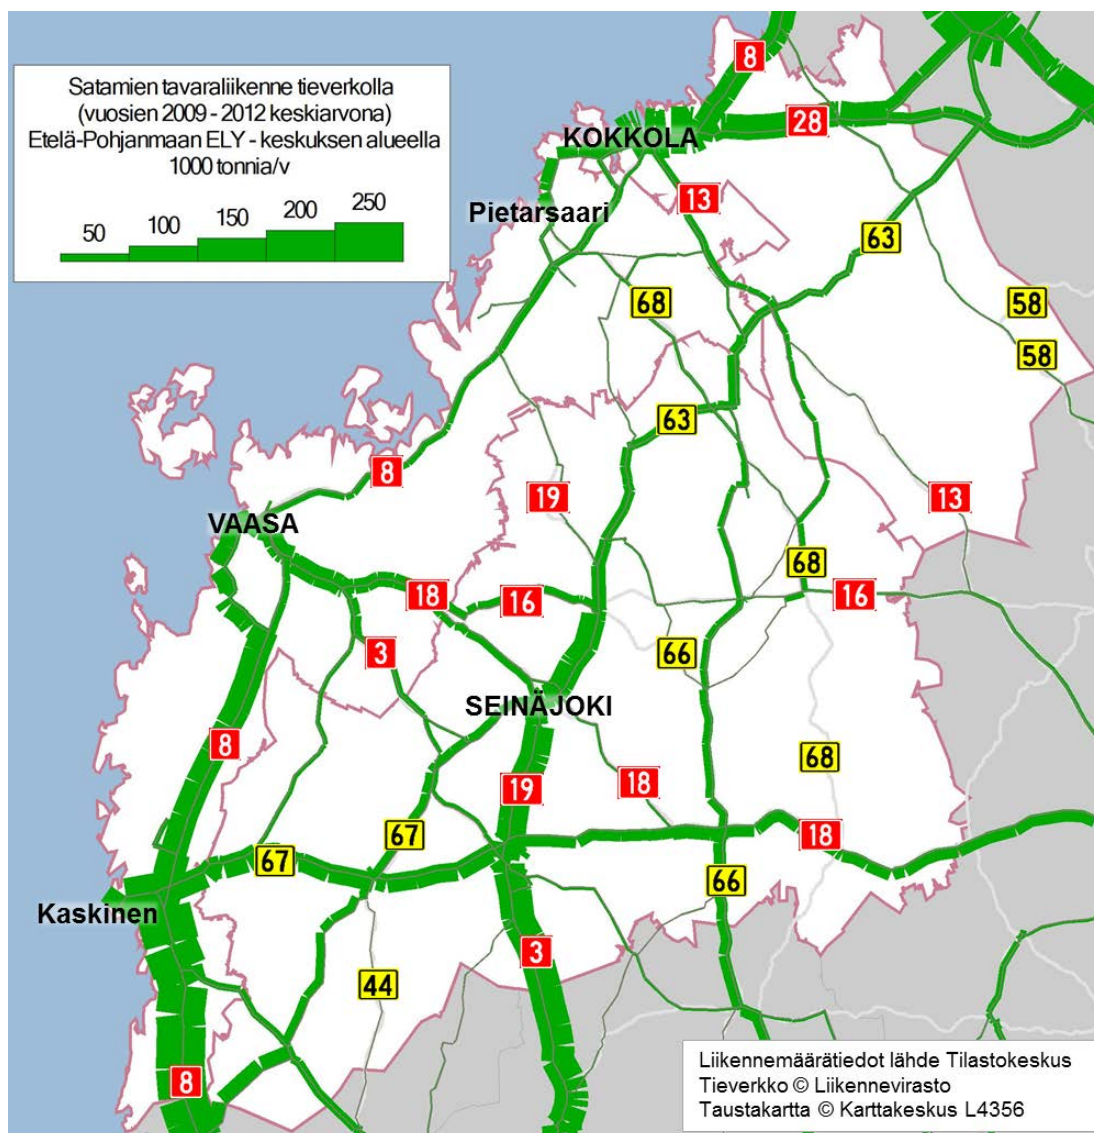 Satamien tavaraliikenne tieverkolla
(vuosien 2009 - 2012 keskiarvona)
Etelä-Pohjanmaan ELY - keskuksen alueella
1000 tonnia/v
50 100 150 200 250
8
28
KOKKOLA
13
Pietarsaari
63
68
58
58
63
8
19
13
VAASA
68
18
16
16
3
66
SEINÄJOKI
8
68
19
18
67
18
67
66
Kaskinen
3
44
8
Liikennemäärätiedot lähde Tilastokeskus
Tieverkko © Liikennevirasto
Taustakartta © Karttakeskus L4356